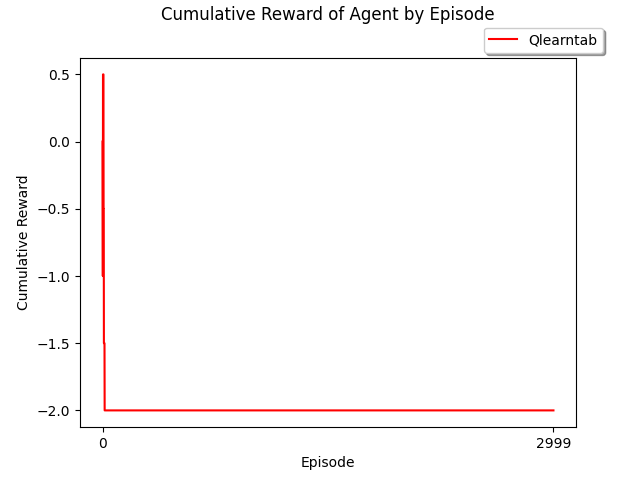 Cumulative Reward of Agent by Episode
Qlearntab
0.5
0.0
−0.5
−1.0
−1.5
−2.0
Cumulative Reward
0 2999
Episode